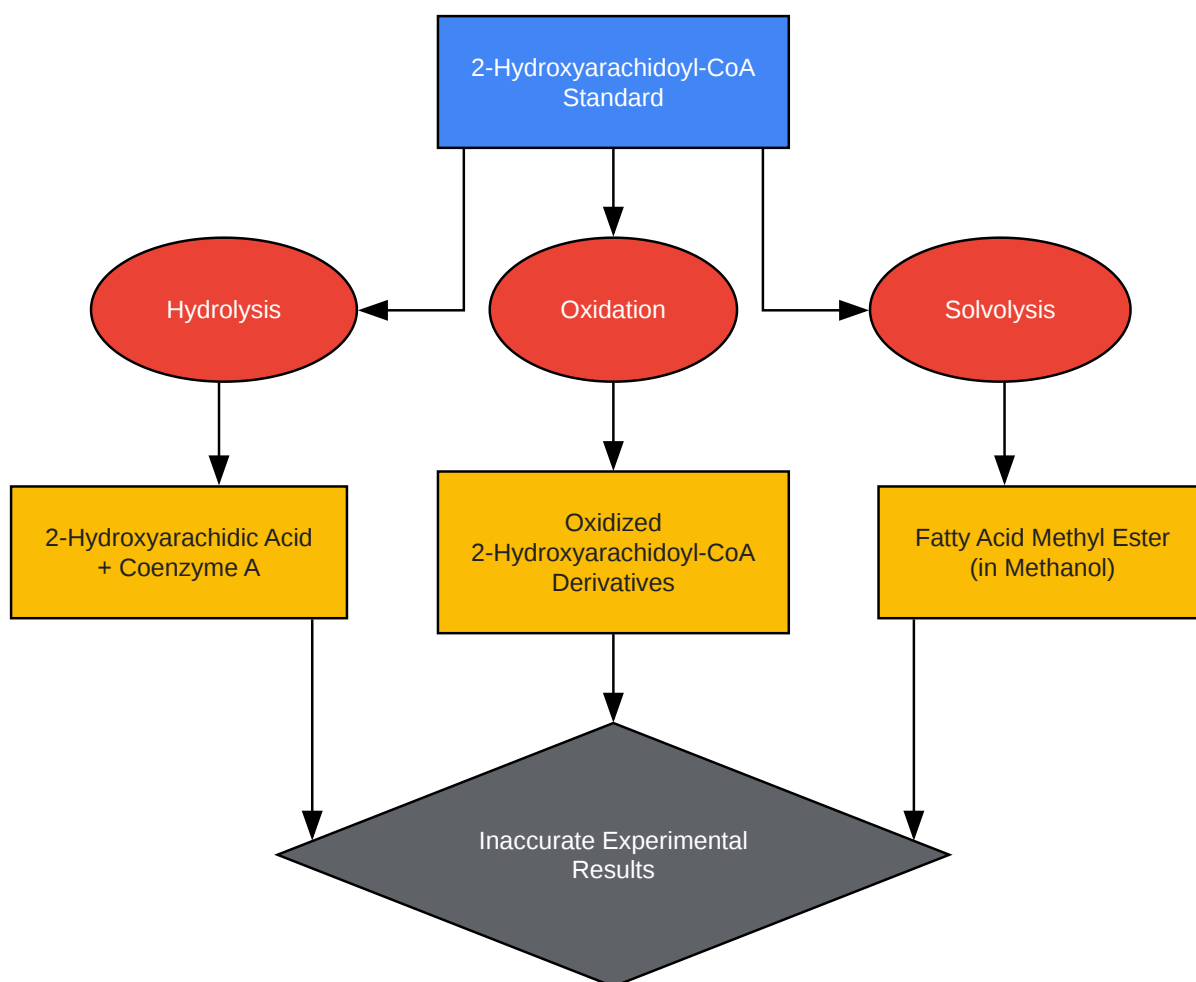 2-Hydroxyarachidoyl-CoA
Standard
Hydrolysis
Oxidation
Solvolysis
2-Hydroxyarachidic Acid
+ Coenzyme A
Oxidized
2-Hydroxyarachidoyl-CoA
Derivatives
Fatty Acid Methyl Ester
(in Methanol)
Inaccurate Experimental
Results